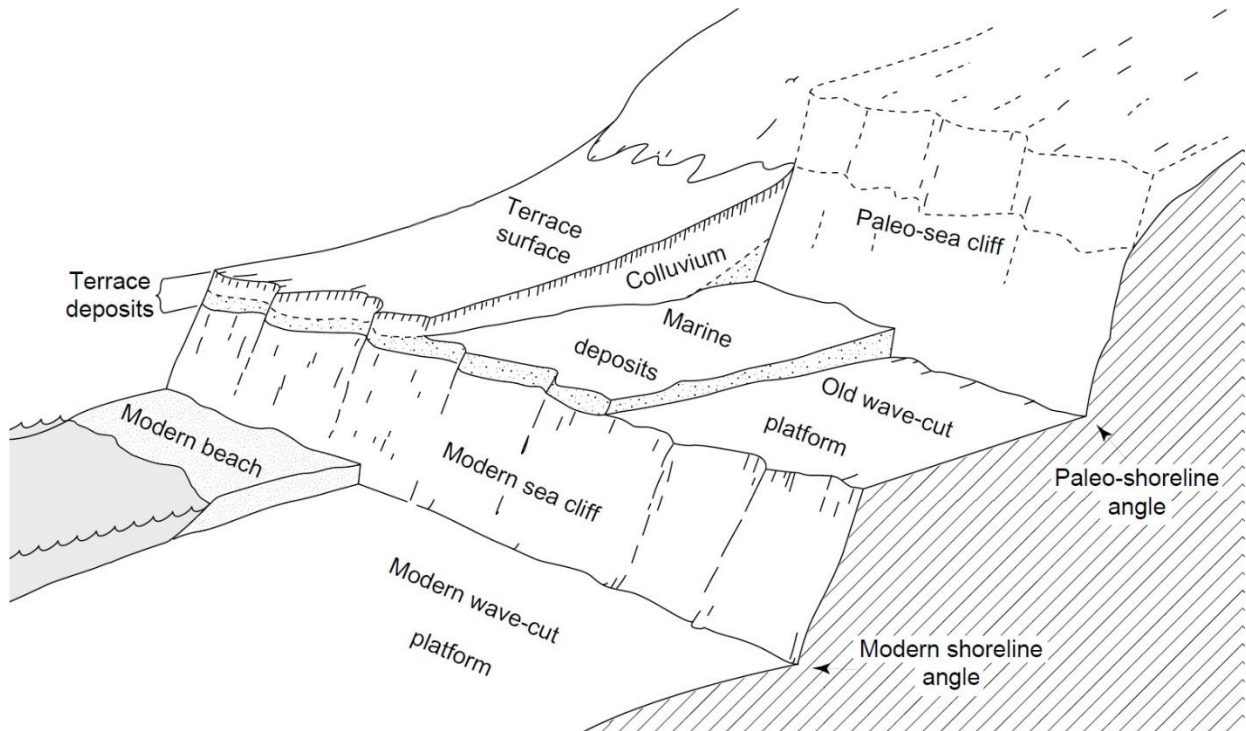 Paleo-sea cliff
Terrace
surface
Colluvium
Terrace
deposits
Marine
deposits
Old wave-cut
platform
Modern beach
Modern sea cliff
Paleo-shoreline
angle
Modern wave-cut
platform
Modern shoreline
angle